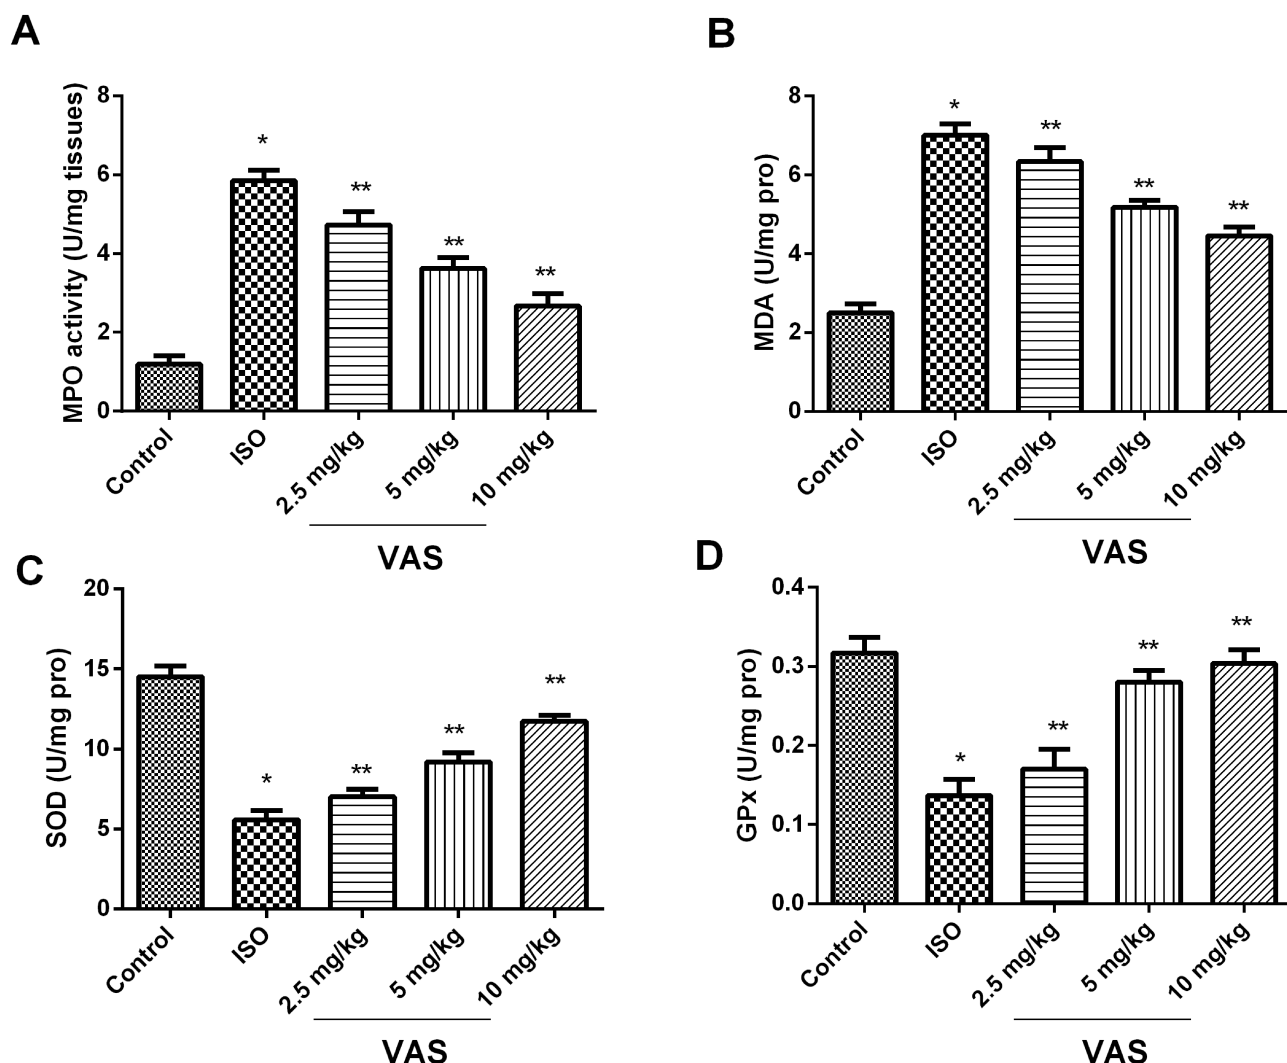 A
MPO activity (U/mg tissues)
8
6
4
2
0
*
**
**
**
Control
ISO
2.5 mg/kg
5 mg/kg
10 mg/kg
VAS
B
MDA (U/mg pro)
8
6
4
2
0
*
**
**
**
Control
ISO
2.5 mg/kg
5 mg/kg
10 mg/kg
VAS
C
SOD (U/mg pro)
20
15
10
5
0
*
**
**
**
Control
ISO
2.5 mg/kg
5 mg/kg
10 mg/kg
VAS
D
GPx (U/mg pro)
0.4
0.3
0.2
0.1
0.0
*
**
**
**
Control
ISO
2.5 mg/kg
5 mg/kg
10 mg/kg
VAS